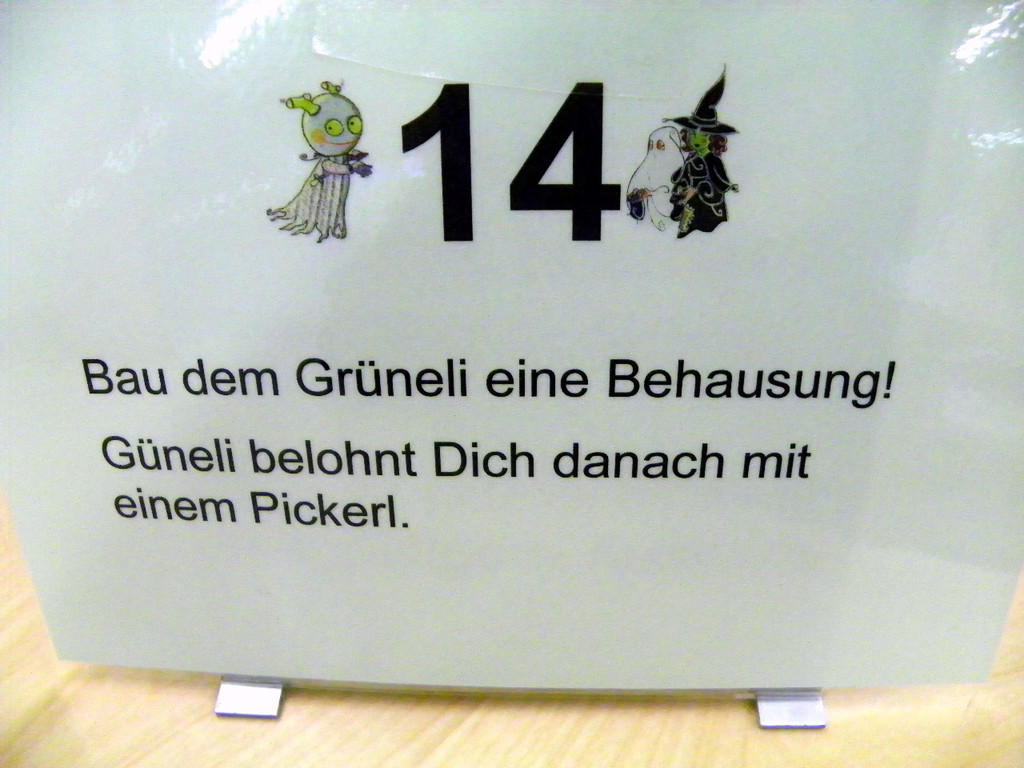 14
Bau dem Grüneli eine Behausung!
Güneli belohnt Dich danach mit
einem Pickerl.